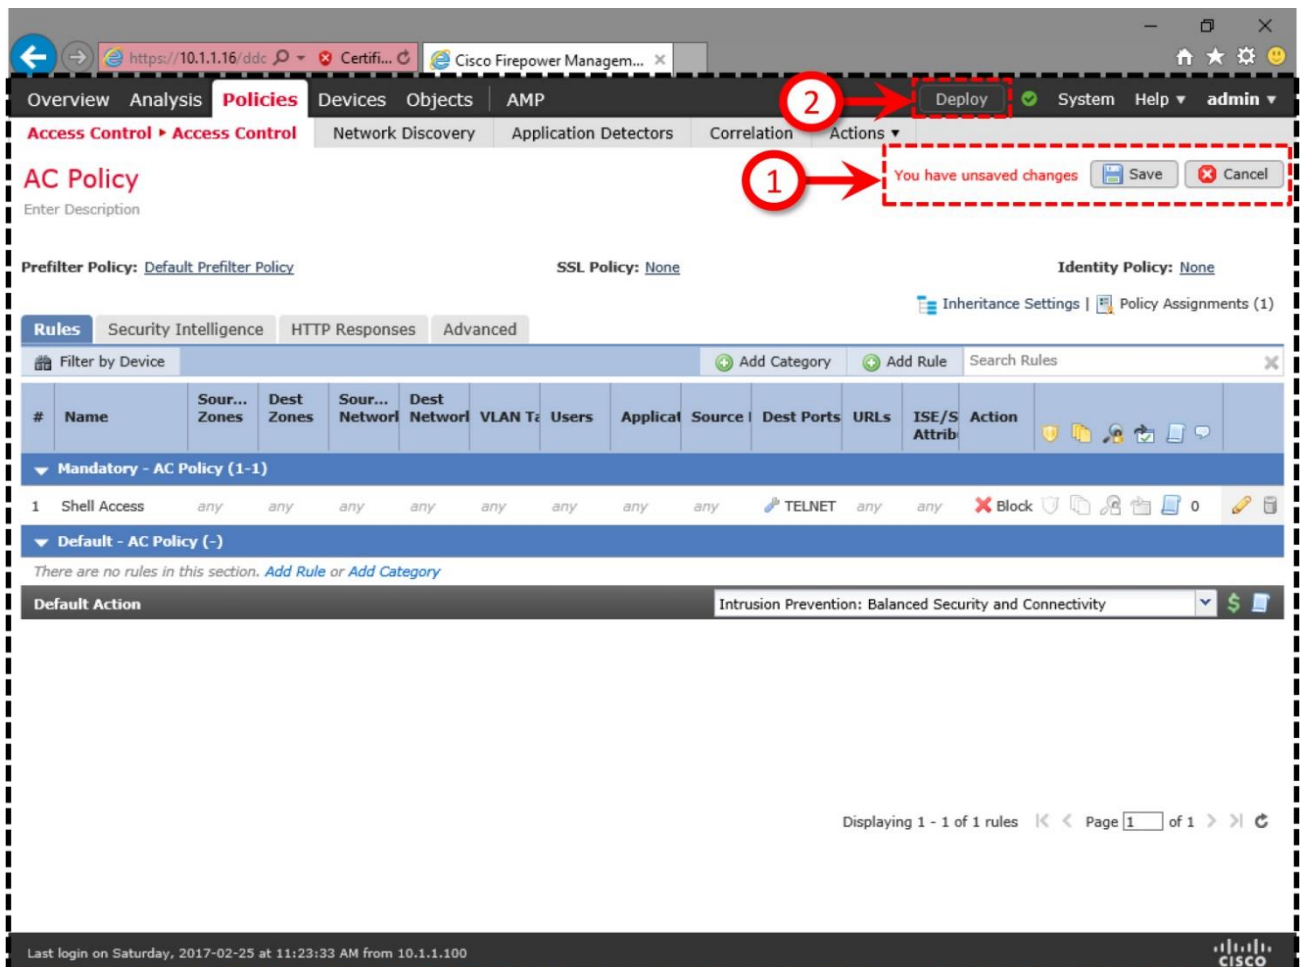 https://10.1.1.16/ddc Certifi... Cisco Firepower Managem...
Overview Analysis Policies Devices Objects AMP 2 Deploy System Help admin
Access Control Access Control Network Discovery Application Detectors Correlation Actions
AC Policy 1 You have unsaved changes Save Cancel
Enter Description
Prefilter Policy: Default Prefilter Policy SSL Policy: None Identity Policy: None
Inheritance Settings | Policy Assignments (1)
Rules Security Intelligence HTTP Responses Advanced
Filter by Device Add Category Add Rule Search Rules
# Name Sour... Zones Dest Zones Sour... Network Dest Network VLAN Ta Users Applicat Source Dest Ports URLs ISE/S Attrib Action
Mandatory - AC Policy (1-1)
1 Shell Access any any any any any any any any TELNET any any Block 0
Default - AC Policy (-)
There are no rules in this section. Add Rule or Add Category
Default Action Intrusion Prevention: Balanced Security and Connectivity $
Displaying 1 - 1 of 1 rules Page 1 of 1
Last login on Saturday, 2017-02-25 at 11:23:33 AM from 10.1.1.100 CISCO